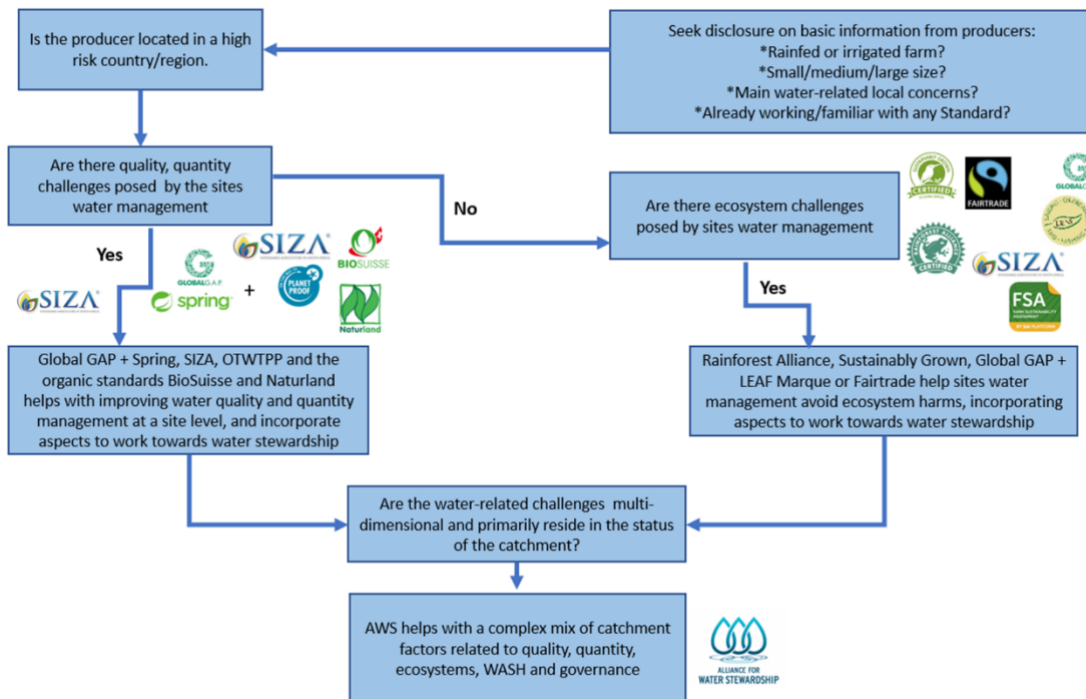 Is the producer located in a high
risk country/region.
Seek disclosure on basic information from producers:
*Rainfed or irrigated farm?
*Small/medium/large size?
*Main water-related local concerns?
*Already working/familiar with any Standard?
Are there quality, quantity
challenges posed by the sites
water management
No
Are there ecosystem challenges
posed by sites water management
CERTIFIED
FAIRTRADE
GLOBALG.A.P.
CERTIFIED
SIZA
FSA
Yes
Yes
SIZA
GLOBALG.A.P.
spring
+
SIZA
PLANET
PROOF
BIOSUISSE
Naturland
Global GAP + Spring, SIZA, OTWTPP and the
organic standards BioSuisse and Naturland
helps with improving water quality and quantity
management at a site level, and incorporate
aspects to work towards water stewardship
Rainforest Alliance, Sustainably Grown, Global GAP +
LEAF Marque or Fairtrade help sites water
management avoid ecosystem harms, incorporating
aspects to work towards water stewardship
Are the water-related challenges multi-
dimensional and primarily reside in the status
of the catchment?
AWS helps with a complex mix of catchment
factors related to quality, quantity,
ecosystems, WASH and governance
ALLIANCE FOR
WATER STEWARDSHIP